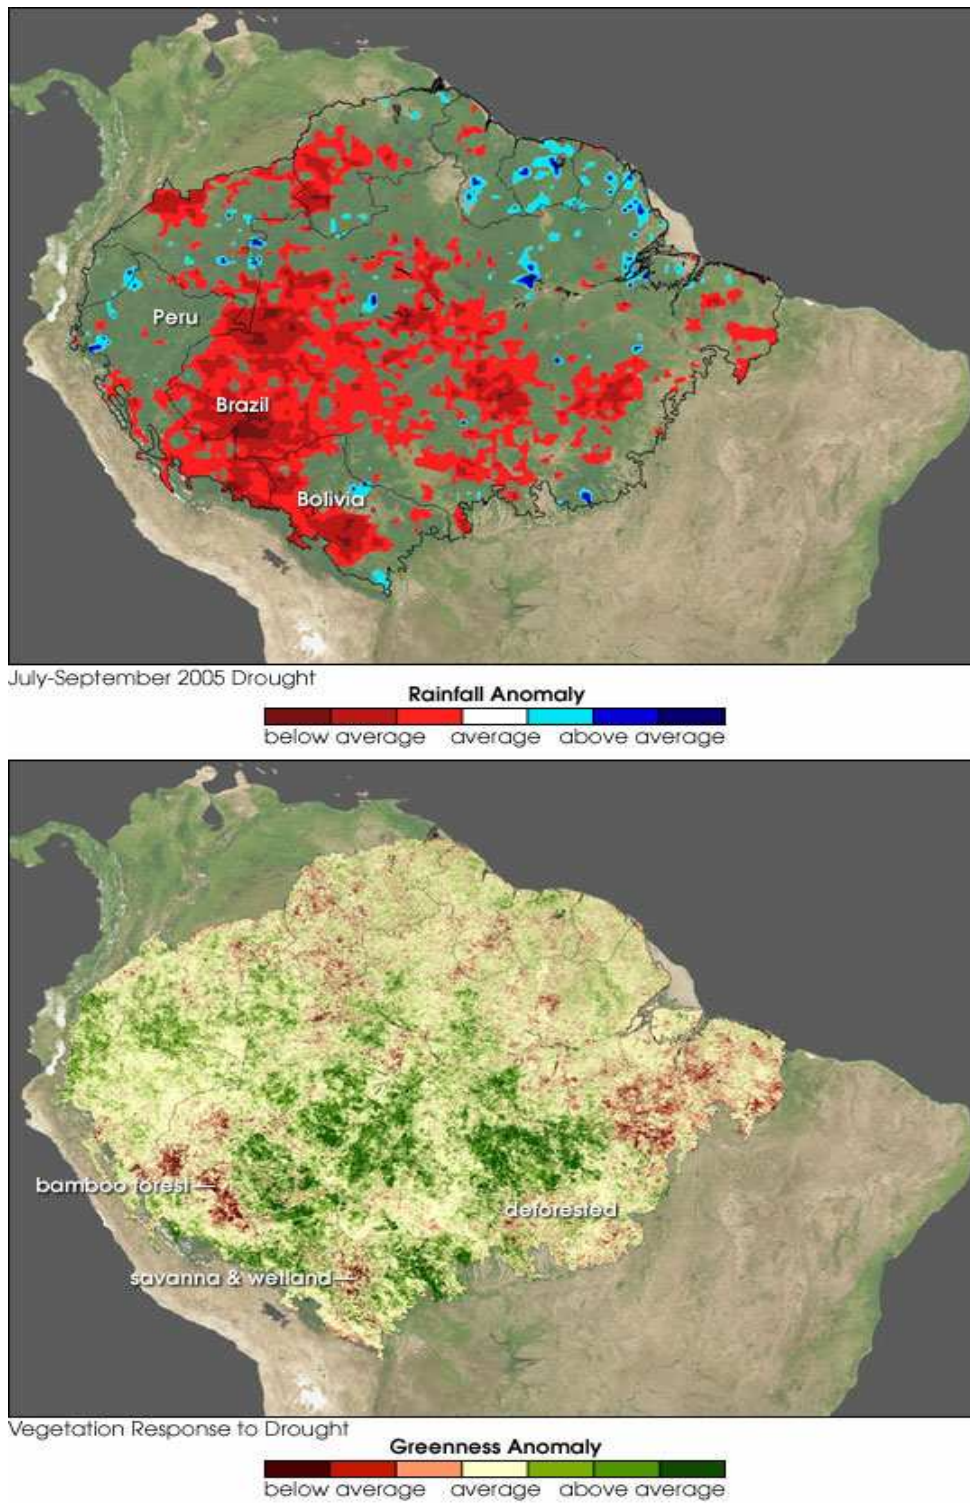 Peru
Brazil
Bolivia
July-September 2005 Drought
Rainfall Anomaly
below average average above average
bamboo forest
deforested
savanna & wetland
Vegetation Response to Drought
Greenness Anomaly
below average average above average